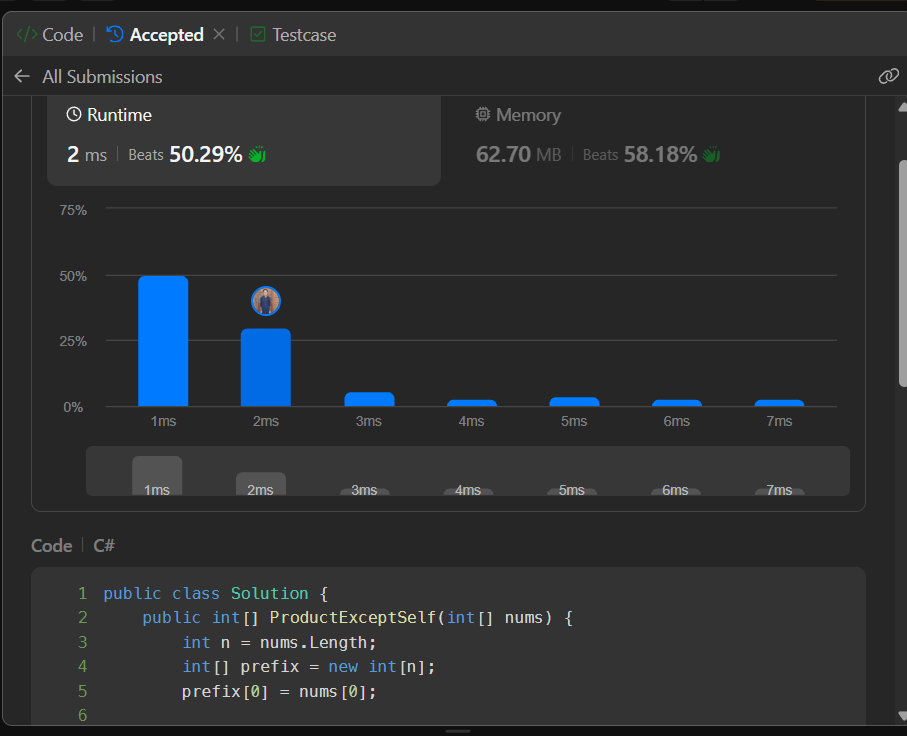 </> Code | Accepted × | Testcase
All Submissions
Runtime
2 ms | Beats 50.29%
Memory
62.70 MB | Beats 58.18%
75%
50%
25%
0%
1ms 2ms 3ms 4ms 5ms 6ms 7ms
1ms 2ms 3ms 4ms 5ms 6ms 7ms
Code | C#
1 public class Solution {
2     public int[] ProductExceptSelf(int[] nums) {
3         int n = nums.Length;
4         int[] prefix = new int[n];
5         prefix[0] = nums[0];
6